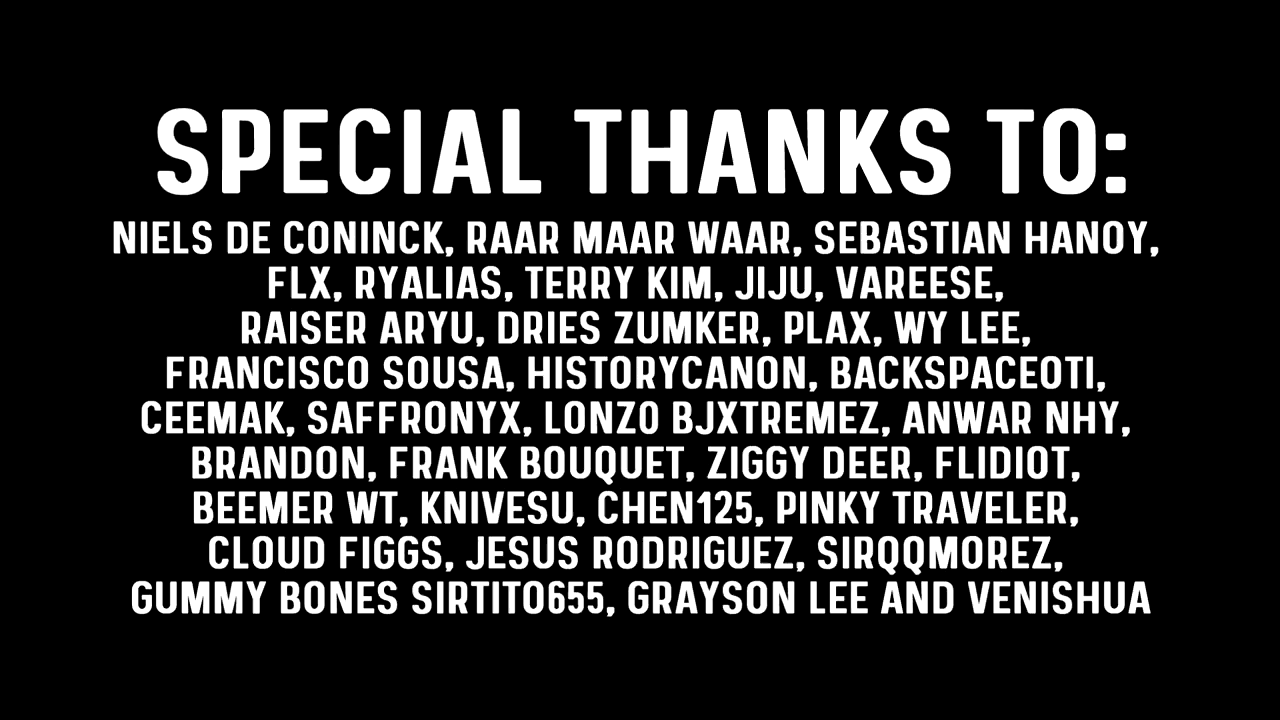 SPECIAL THANKS TO:
NIELS DE CONINCK, RAAR MAAR WAAR, SEBASTIAN HANOY,
FLX, RYALIAS, TERRY KIM, JIJU, VAREESE,
RAISER ARYU, DRIES ZUMKER, PLAX, WY LEE,
FRANCISCO SOUSA, HISTORYCANON, BACKSPACEOTI,
CEEMAK, SAFFRONYX, LONZO BJXTREMEZ, ANWAR NHY,
BRANDON, FRANK BOUQUET, ZIGGY DEER, FLIDIOT,
BEEMER WT, KNIVESU, CHEN125, PINKY TRAVELER,
CLOUD FIGGS, JESUS RODRIGUEZ, SIRQQMOREZ,
GUMMY BONES SIRTITO655, GRAYSON LEE AND VENISHUA